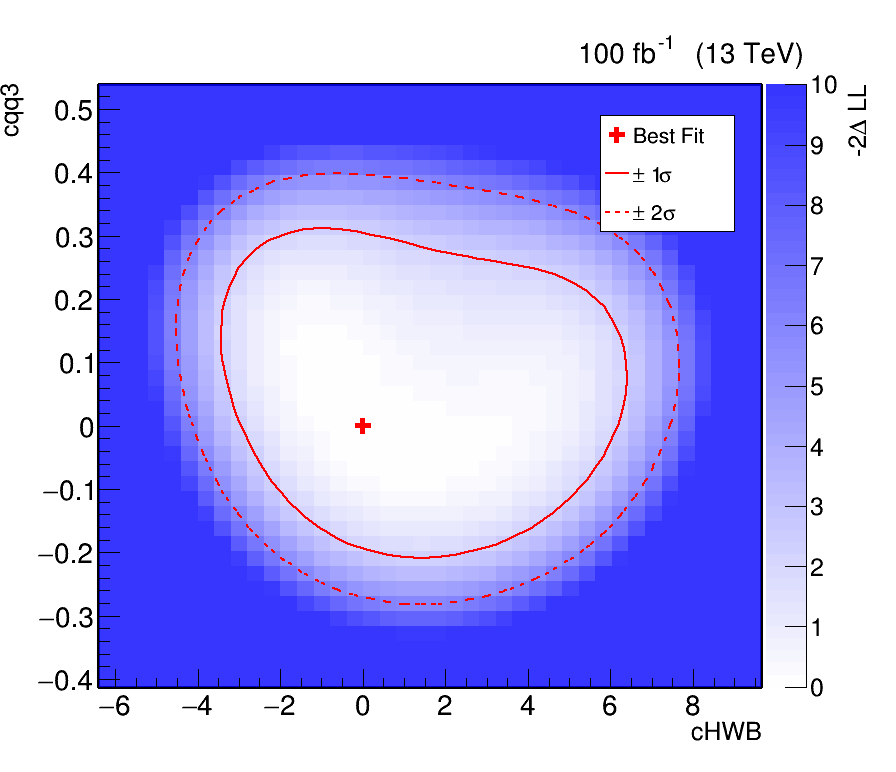 100 fb-1 (13 TeV)
cqq3
0.5
0.4
0.3
0.2
0.1
0
−0.1
−0.2
−0.3
−0.4
−6 −4 −2 0 2 4 6 8
cHWB
Best Fit
± 1σ
± 2σ
10
9
8
7
6
5
4
3
2
1
0
-2Δ LL